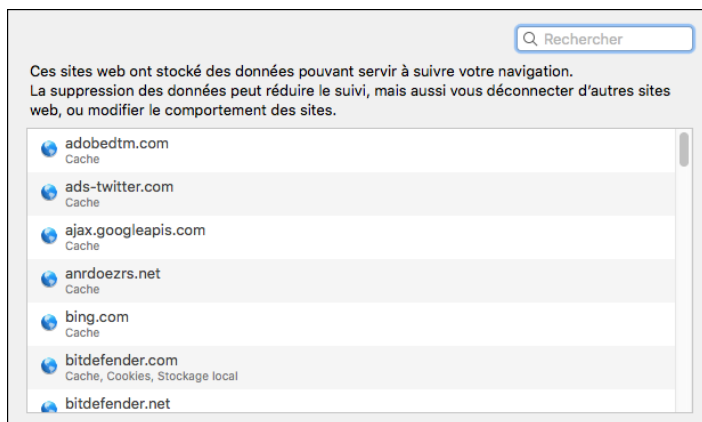 Rechercher
Ces sites web ont stocké des données pouvant servir à suivre votre navigation.
La suppression des données peut réduire le suivi, mais aussi vous déconnecter d’autres sites
web, ou modifier le comportement des sites.
adobedtm.com
Cache
ads-twitter.com
Cache
ajax.googleapis.com
Cache
anrdoezrs.net
Cache
bing.com
Cache
bitdefender.com
Cache, Cookies, Stockage local
bitdefender.net